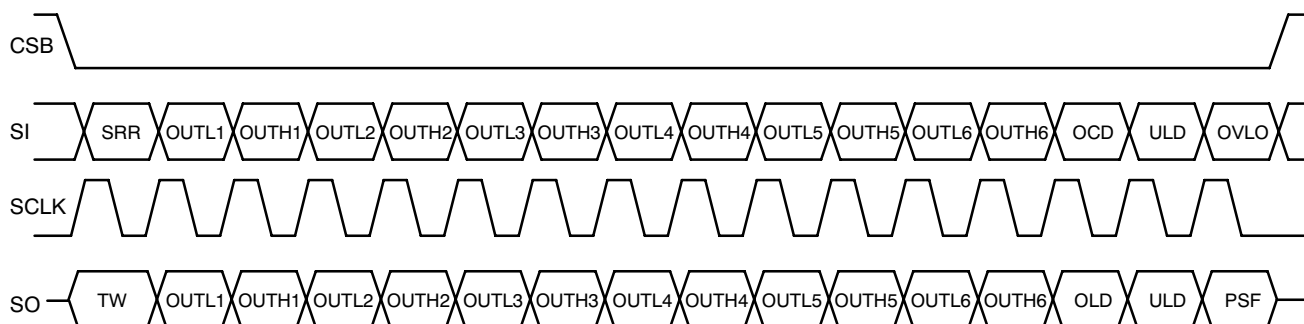 CSB
SI SRR OUTL1 OUTH1 OUTL2 OUTH2 OUTL3 OUTH3 OUTL4 OUTH4 OUTL5 OUTH5 OUTL6 OUTH6 OCD ULD OVLO
SCLK
SO TW OUTL1 OUTH1 OUTL2 OUTH2 OUTL3 OUTH3 OUTL4 OUTH4 OUTL5 OUTH5 OUTL6 OUTH6 OLD ULD PSF